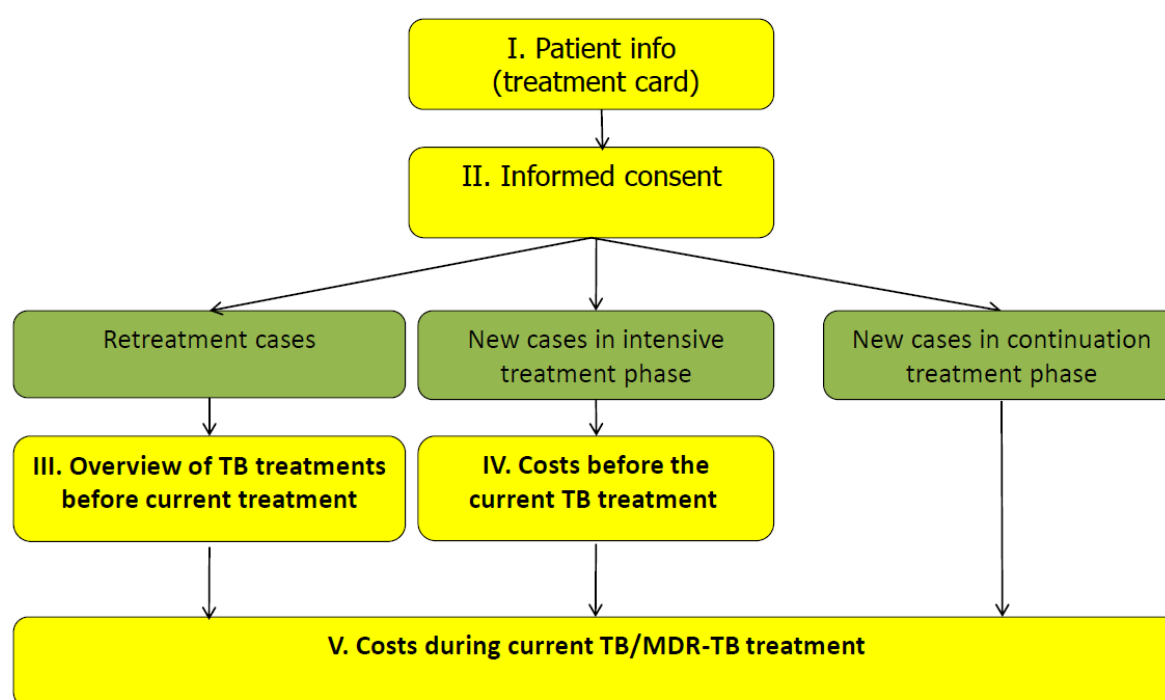 I. Patient info
(treatment card)
II. Informed consent
Retreatment cases
New cases in intensive
treatment phase
New cases in continuation
treatment phase
III. Overview of TB treatments
before current treatment
IV. Costs before the
current TB treatment
V. Costs during current TB/MDR-TB treatment